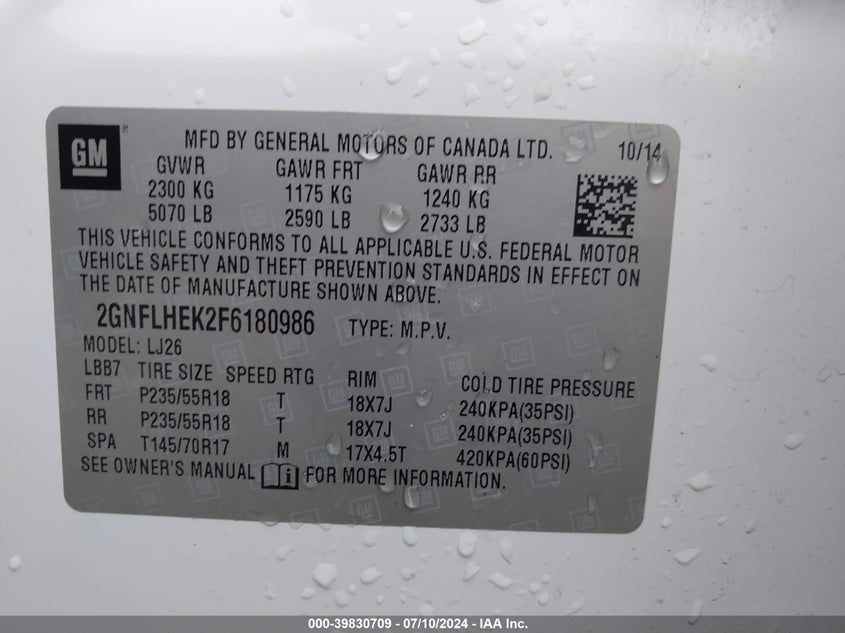 GM
MFD BY GENERAL MOTORS OF CANADA LTD. 10/14
GVWR GAWR FRT GAWR RR
2300 KG 1175 KG 1240 KG
5070 LB 2590 LB 2733 LB
THIS VEHICLE CONFORMS TO ALL APPLICABLE U.S. FEDERAL MOTOR
VEHICLE SAFETY AND THEFT PREVENTION STANDARDS IN EFFECT ON
THE DATE OF MANUFACTURE SHOWN ABOVE.
2GNFLHEK2F6180986 TYPE: M.P.V.
MODEL: LJ26
LBB7 TIRE SIZE SPEED RTG RIM COLD TIRE PRESSURE
FRT P235/55R18 T 18X7J 240KPA(35PSI)
RR P235/55R18 T 18X7J 240KPA(35PSI)
SPA T145/70R17 M 17X4.5T 420KPA(60PSI)
SEE OWNER'S MANUAL i FOR MORE INFORMATION.
000-39830709 - 07/10/2024 - IAA Inc.